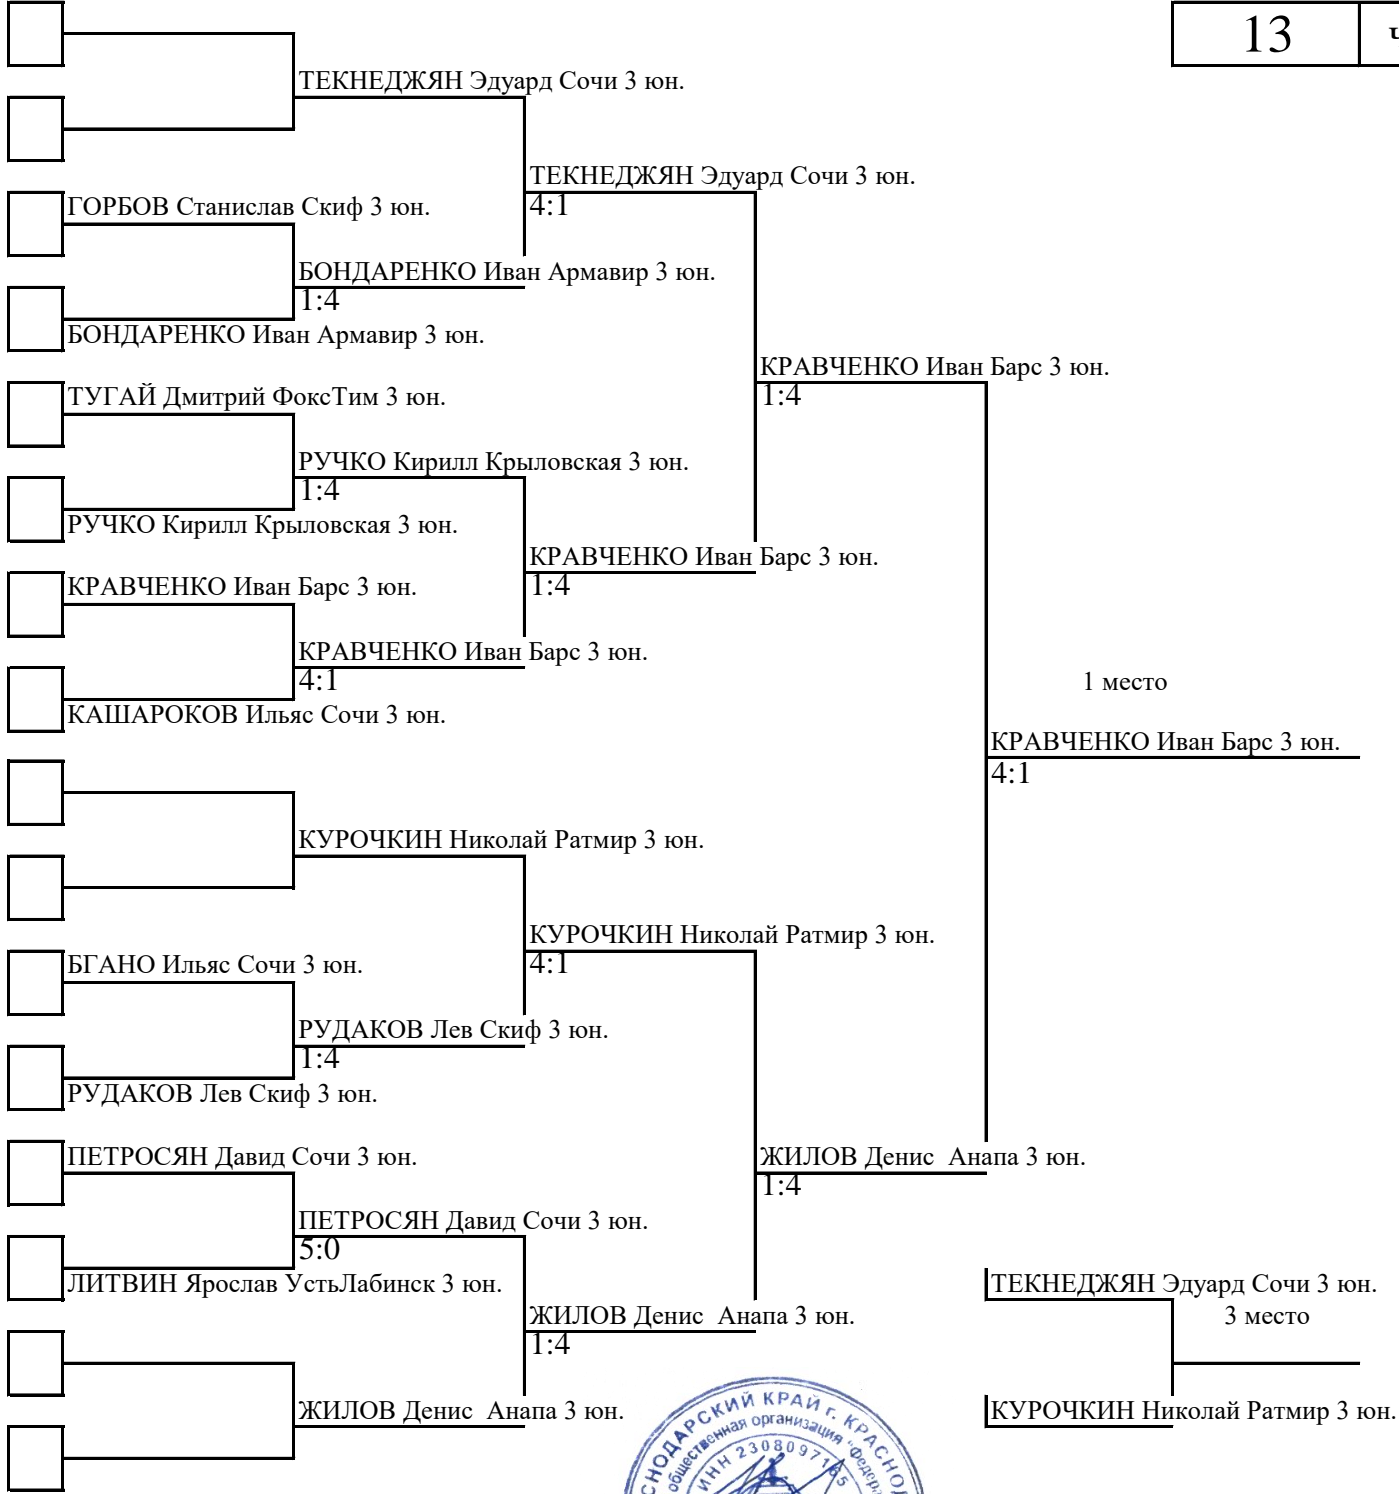 13
ТЕКНЕДЖЯН Эдуард Сочи 3 юн.
ТЕКНЕДЖЯН Эдуард Сочи 3 юн.
4:1
ГОРБОВ Станислав Скиф 3 юн.
БОНДАРЕНКО Иван Армавир 3 юн.
1:4
БОНДАРЕНКО Иван Армавир 3 юн.
КРАВЧЕНКО Иван Барс 3 юн.
1:4
ТУГАЙ Дмитрий ФоксТим 3 юн.
РУЧКО Кирилл Крыловская 3 юн.
1:4
РУЧКО Кирилл Крыловская 3 юн.
КРАВЧЕНКО Иван Барс 3 юн.
1:4
КРАВЧЕНКО Иван Барс 3 юн.
КРАВЧЕНКО Иван Барс 3 юн.
4:1
КАШАРОКОВ Ильяс Сочи 3 юн.
1 место
КРАВЧЕНКО Иван Барс 3 юн.
4:1
КУРОЧКИН Николай Ратмир 3 юн.
КУРОЧКИН Николай Ратмир 3 юн.
4:1
БГАНО Ильяс Сочи 3 юн.
РУДАКОВ Лев Скиф 3 юн.
1:4
РУДАКОВ Лев Скиф 3 юн.
ЖИЛОВ Денис  Анапа 3 юн.
1:4
ПЕТРОСЯН Давид Сочи 3 юн.
ПЕТРОСЯН Давид Сочи 3 юн.
5:0
ЛИТВИН Ярослав УстьЛабинск 3 юн.
ТЕКНЕДЖЯН Эдуард Сочи 3 юн.
3 место
ЖИЛОВ Денис  Анапа 3 юн.
1:4
ЖИЛОВ Денис  Анапа 3 юн.
КУРОЧКИН Николай Ратмир 3 юн.
КРАЙ г.
общественная организация
ИНН 2308097165